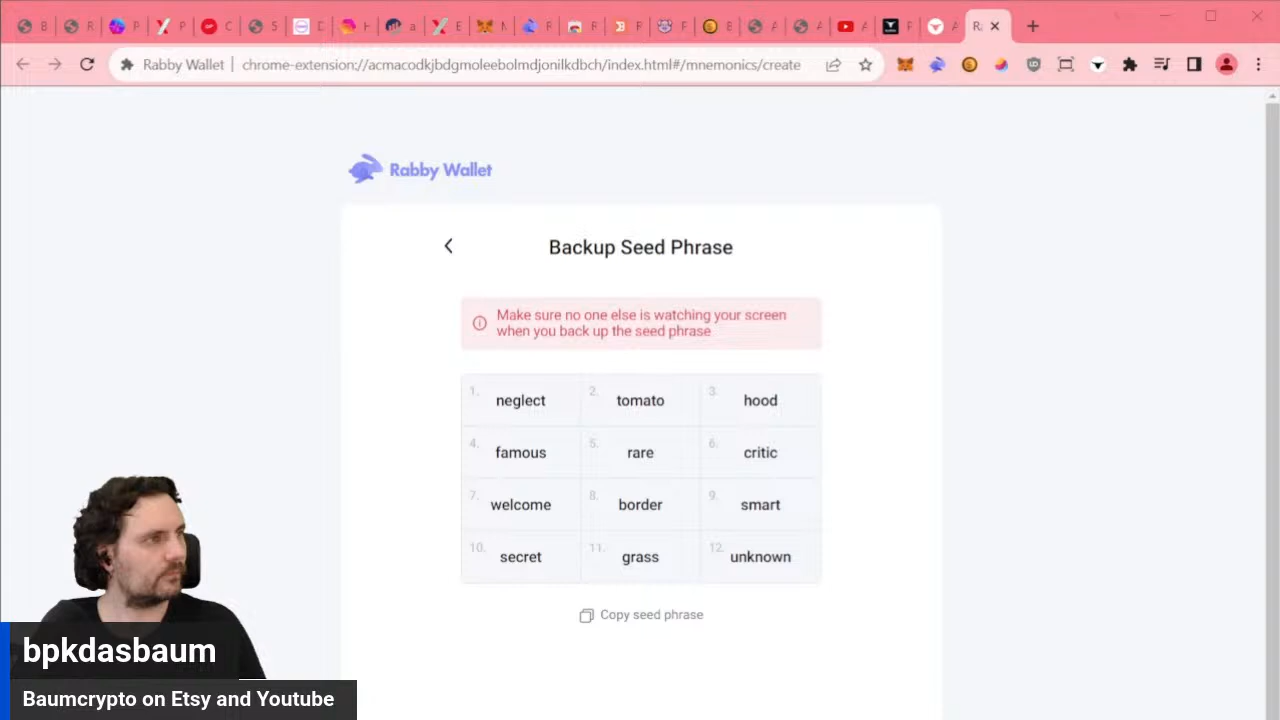 B
R
P
P
C
S
D
H
a
E
M
R
R
R
F
E
A
A
A
F
A
R
Rabby Wallet | chrome-extension://acmacodkjbdgmoleebolmdjonilkdbch/index.html#/mnemonics/create
Rabby Wallet
Backup Seed Phrase
Make sure no one else is watching your screen
when you back up the seed phrase
1. neglect 2. tomato 3. hood
4. famous 5. rare 6. critic
7. welcome 8. border 9. smart
10. secret 11. grass 12. unknown
Copy seed phrase
bpkdasbaum
Baumcrypto on Etsy and Youtube